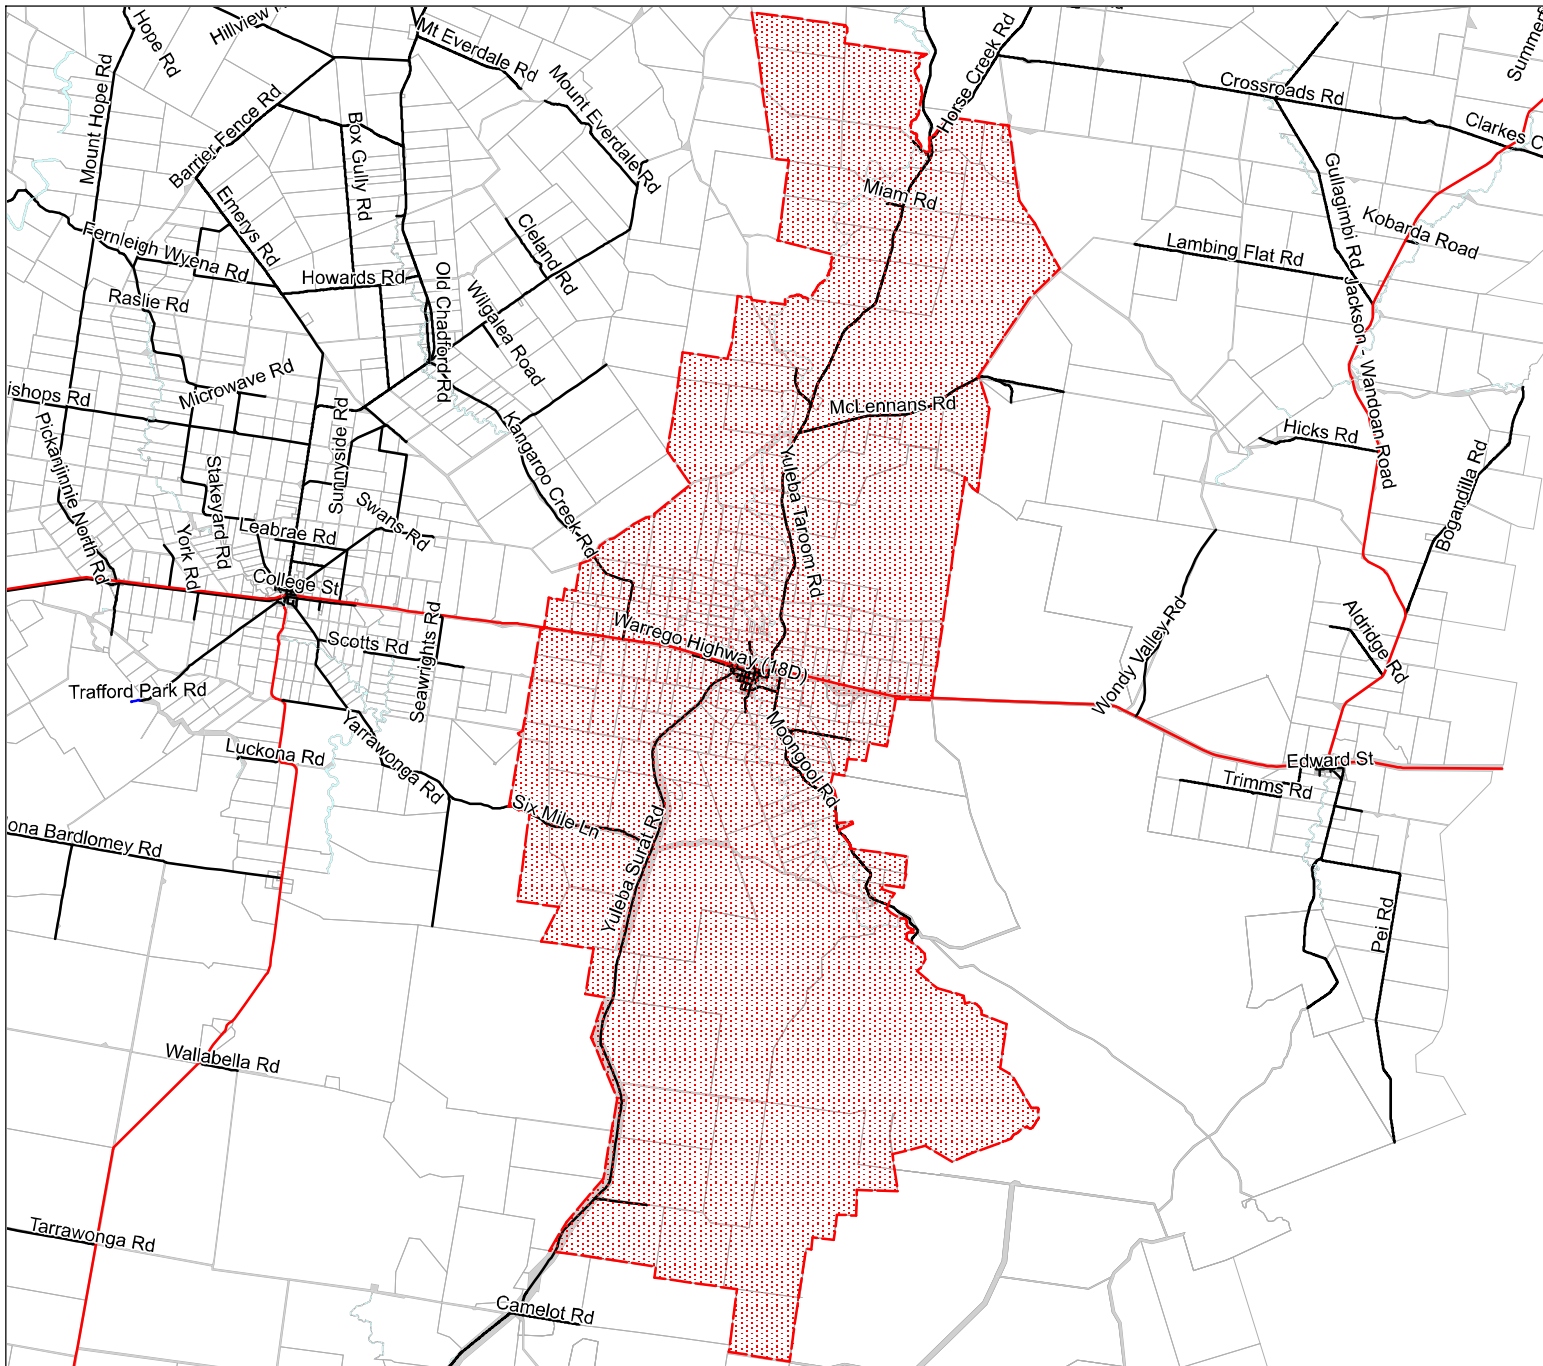 Hope Rd
Hillview
Mt Everdale Rd
Horse Creek Rd
Mount Hope Rd
Mount Everdale Rd
Crossroads Rd
Clarkes C
Barrier Fence Rd
Box Gully Rd
Gullagimbi Rd
Miam Rd
Emerys Rd
Kobarda Road
Fernleigh Wyena Rd
Cleland Rd
Lambing Flat Rd
Howards Rd
Raslie Rd
Old Chadford Rd
Wilgalea Road
Jackson - Wandoan Road
Microwave Rd
ishops Rd
McLennans Rd
Sunnyside Rd
Kangaroo Creek Rd
Hicks Rd
Pickanjinnie North Rd
Stakeyard Rd
Swans Rd
Yuleba Taroom Rd
Bogandilla Rd
Leabrae Rd
York Rd
College St
Aldridge Rd
Wondy Valley Rd
Warrego Highway (18D)
Scotts Rd
Seawrights Rd
Trafford Park Rd
Yarrawonga Rd
Moongool Rd
Luckona Rd
Edward St
Trimms Rd
Six Mile Ln
ona Bardlomey Rd
Yuleba Surat Rd
Pei Rd
Wallabella Rd
Tarrawonga Rd
Camelot Rd